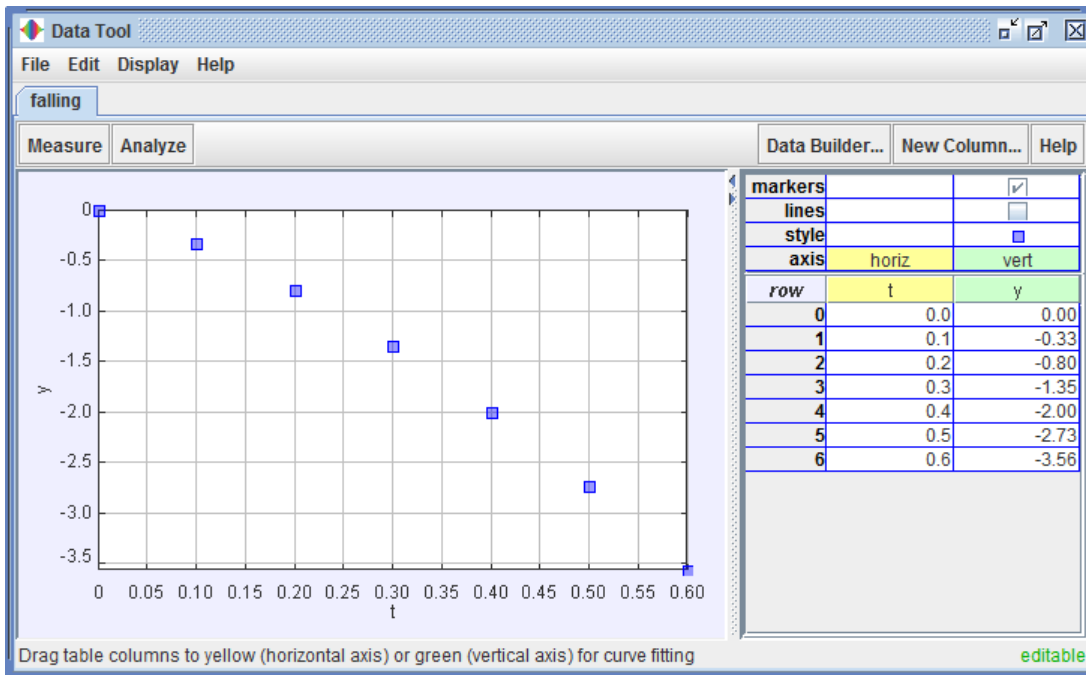 Data Tool
File Edit Display Help
falling
Measure Analyze Data Builder... New Column... Help
markers
lines
style
axis horiz vert
row t y
0 0.0 0.00
1 0.1 -0.33
2 0.2 -0.80
3 0.3 -1.35
4 0.4 -2.00
5 0.5 -2.73
6 0.6 -3.56
0
-0.5
-1.0
-1.5
y
-2.0
-2.5
-3.0
-3.5
0 0.05 0.10 0.15 0.20 0.25 0.30 0.35 0.40 0.45 0.50 0.55 0.60
t
Drag table columns to yellow (horizontal axis) or green (vertical axis) for curve fitting editable